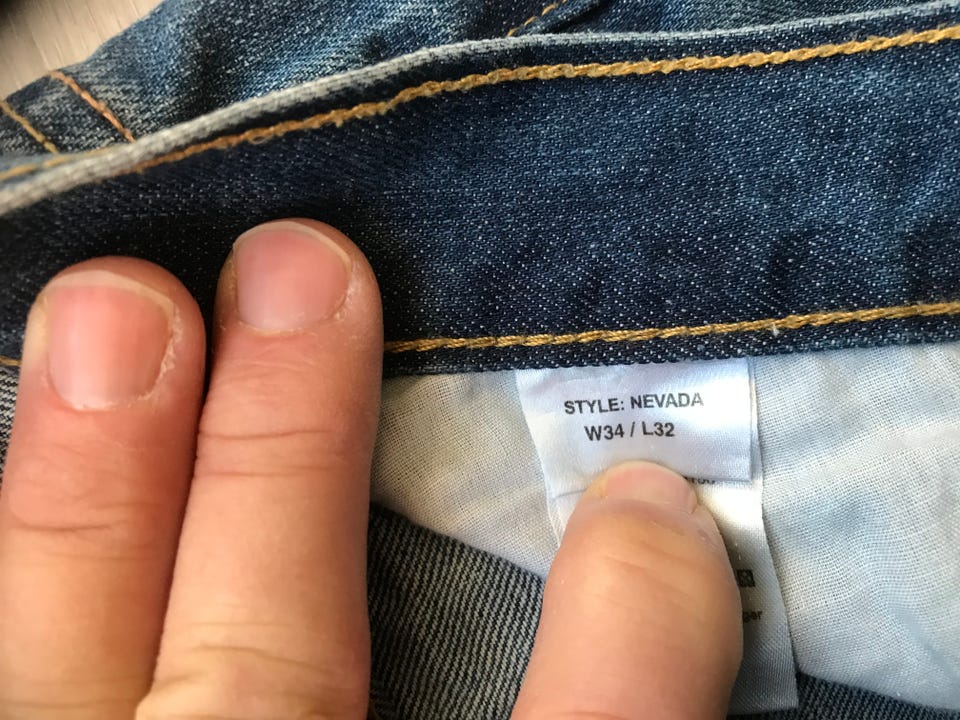 STYLE: NEVADA
W34 / L32